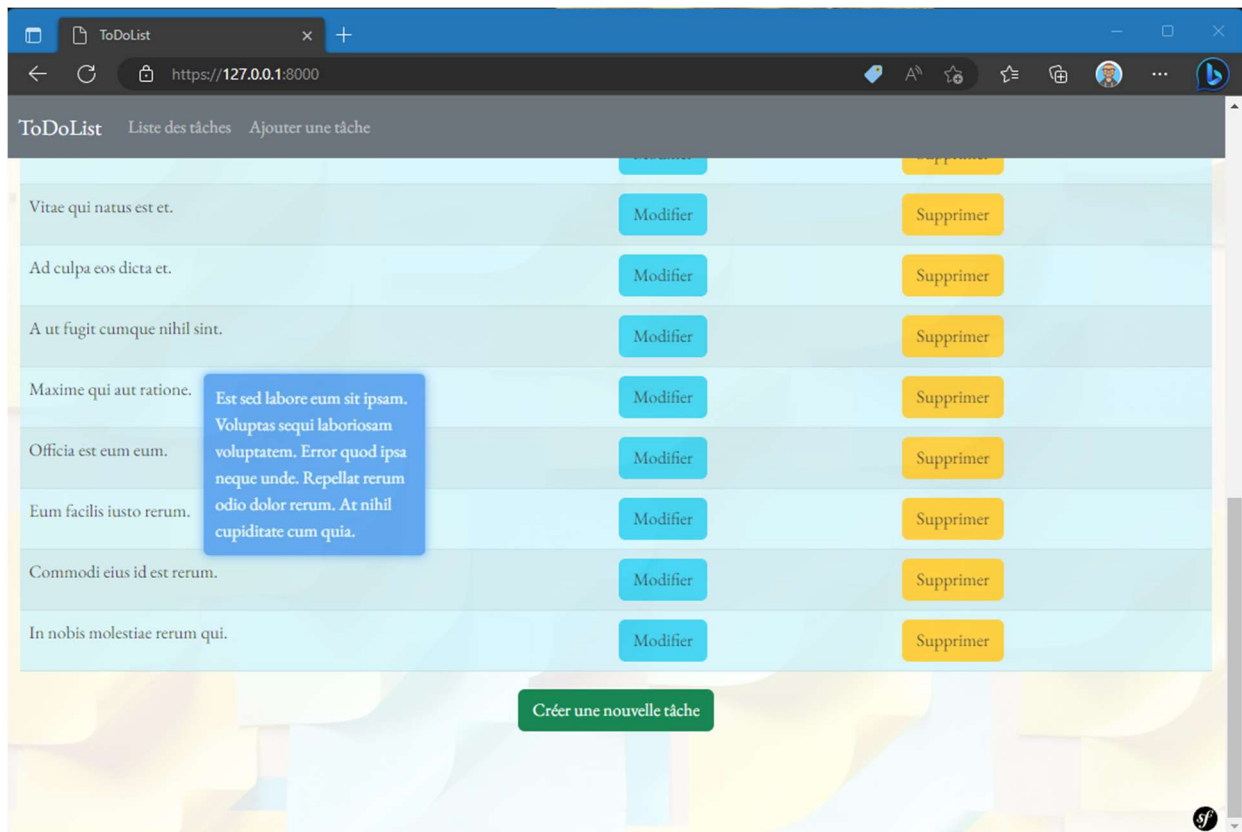 ToDoList
https://127.0.0.1:8000
ToDoList Liste des tâches Ajouter une tâche
Vitae qui natus est et. Modifier Supprimer
Ad culpa eos dicta et. Modifier Supprimer
A ut fugit cumque nihil sint. Modifier Supprimer
Maxime qui aut ratione. Modifier Supprimer
Est sed labore eum sit ipsam.
Voluptas sequi laboriosam
voluptatem. Error quod ipsa
neque unde. Repellat rerum
odio dolor rerum. At nihil
cupiditate cum quia.
Officia est eum eum. Modifier Supprimer
Eum facilis iusto rerum. Modifier Supprimer
Commodi eius id est rerum. Modifier Supprimer
In nobis molestiae rerum qui. Modifier Supprimer
Créer une nouvelle tâche
sf